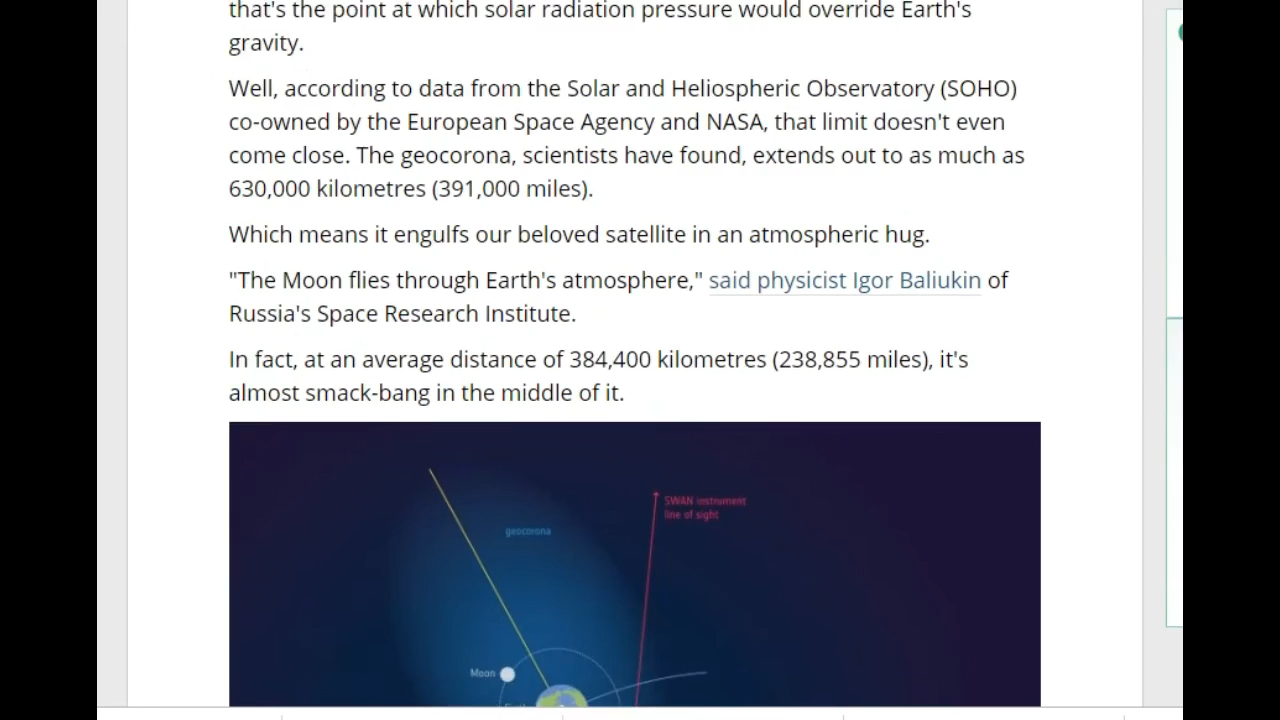 that's the point at which solar radiation pressure would override Earth's
gravity.
Well, according to data from the Solar and Heliospheric Observatory (SOHO)
co-owned by the European Space Agency and NASA, that limit doesn't even
come close. The geocorona, scientists have found, extends out to as much as
630,000 kilometres (391,000 miles).
Which means it engulfs our beloved satellite in an atmospheric hug.
"The Moon flies through Earth's atmosphere," said physicist Igor Baliukin of
Russia's Space Research Institute.
In fact, at an average distance of 384,400 kilometres (238,855 miles), it's
almost smack-bang in the middle of it.
SWAN instrument
line of sight
geocorona
Moon